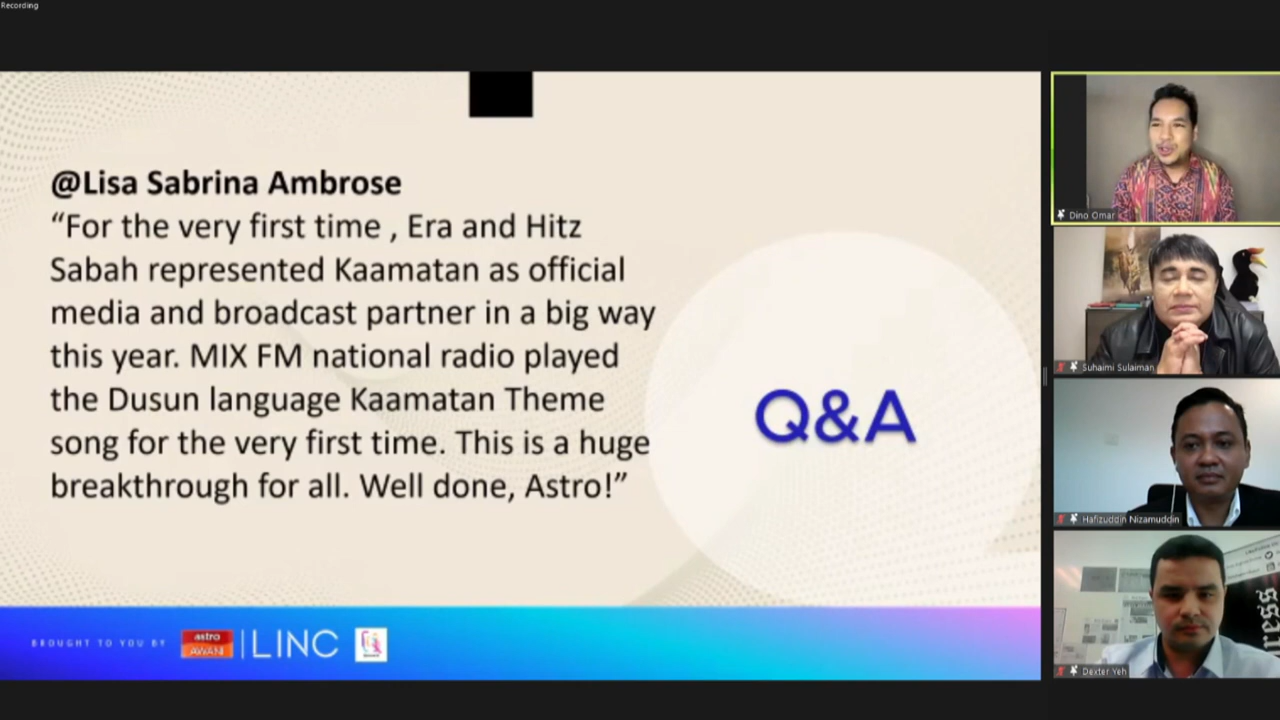 Recording
@Lisa Sabrina Ambrose
“For the very first time , Era and Hitz
Sabah represented Kaamatan as official
media and broadcast partner in a big way
this year. MIX FM national radio played
the Dusun language Kaamatan Theme
song for the very first time. This is a huge
breakthrough for all. Well done, Astro!”
Q&A
BROUGHT TO YOU BY
astro
AWANI
LINC
Dino Omar
Suhaimi Sulaiman
Hafizuddin Nizamuddin
Dexter Yeh